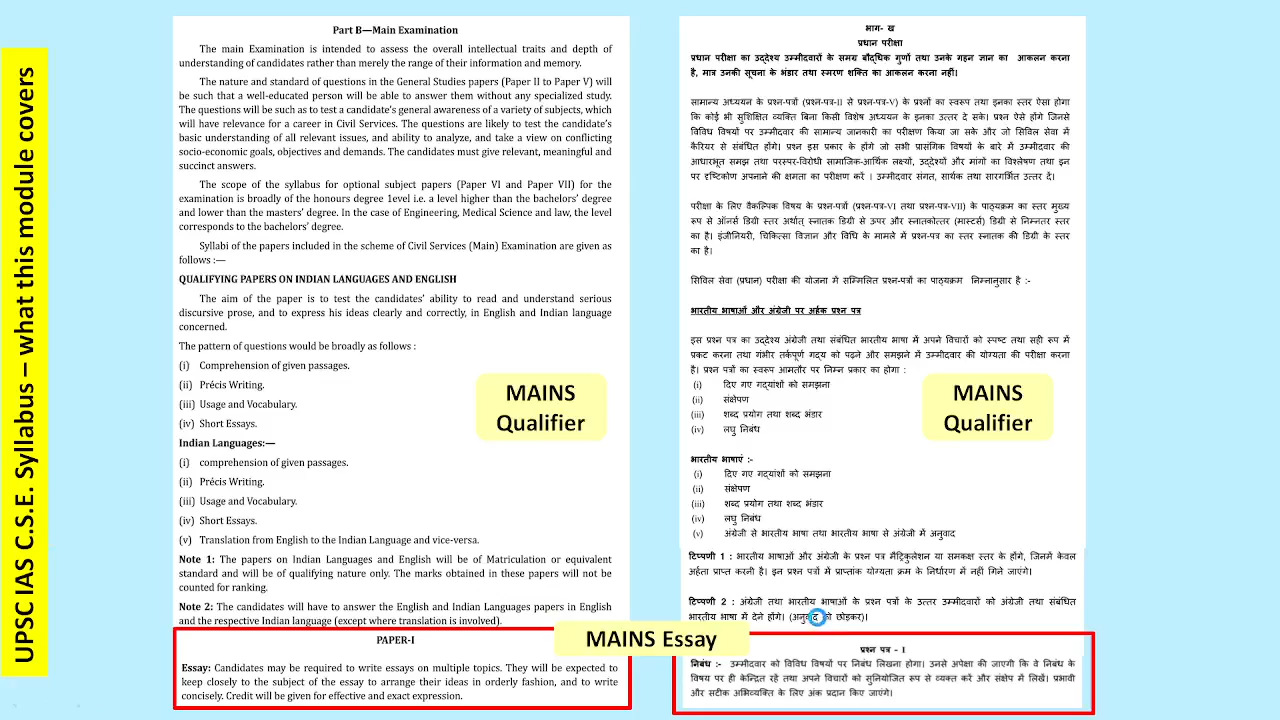 UPSC IAS C.S.E. Syllabus – what this module covers
Part B—Main Examination
The main Examination is intended to assess the overall intellectual traits and depth of
understanding of candidates rather than merely the range of their information and memory.
The nature and standard of questions in the General Studies papers (Paper II to Paper V) will
be such that a well-educated person will be able to answer them without any specialized study.
The questions will be such as to test a candidate's general awareness of a variety of subjects, which
will have relevance for a career in Civil Services. The questions are likely to test the candidate's
basic understanding of all relevant issues, and ability to analyze, and take a view on conflicting
socio-economic goals, objectives and demands. The candidates must give relevant, meaningful and
succinct answers.
The scope of the syllabus for optional subject papers (Paper VI and Paper VII) for the
examination is broadly of the honours degree 1evel i.e. a level higher than the bachelors' degree
and lower than the masters' degree. In the case of Engineering, Medical Science and law, the level
corresponds to the bachelors' degree.
Syllabi of the papers included in the scheme of Civil Services (Main) Examination are given as
follows :—
QUALIFYING PAPERS ON INDIAN LANGUAGES AND ENGLISH
The aim of the paper is to test the candidates' ability to read and understand serious
discursive prose, and to express his ideas clearly and correctly, in English and Indian language
concerned.
The pattern of questions would be broadly as follows :
(i) Comprehension of given passages.
(ii) Précis Writing.
(iii) Usage and Vocabulary.
(iv) Short Essays.
Indian Languages:—
(i) comprehension of given passages.
(ii) Précis Writing.
(iii) Usage and Vocabulary.
(iv) Short Essays.
(v) Translation from English to the Indian Language and vice-versa.
Note 1: The papers on Indian Languages and English will be of Matriculation or equivalent
standard and will be of qualifying nature only. The marks obtained in these papers will not be
counted for ranking.
Note 2: The candidates will have to answer the English and Indian Languages papers in English
and the respective Indian language (except where translation is involved).
MAINS
Qualifier
PAPER-I
Essay: Candidates may be required to write essays on multiple topics. They will be expected to
keep closely to the subject of the essay to arrange their ideas in orderly fashion, and to write
concisely. Credit will be given for effective and exact expression.
MAINS Essay
भाग- ख
प्रधान परीक्षा
प्रधान परीक्षा का उद्देश्य उम्मीदवारों के समग्र बौद्धिक गुणों तथा उनके गहन ज्ञान का आकलन करना
है, मात्र उनकी सूचना के भंडार तथा स्मरण शक्ति का आकलन करना नहीं।
सामान्य अध्ययन के प्रश्न-पत्रों (प्रश्न-पत्र-II से प्रश्न-पत्र-V) के प्रश्नों का स्वरूप तथा इनका स्तर ऐसा होगा
कि कोई भी सुशिक्षित व्यक्ति बिना किसी विशेष अध्ययन के इनका उत्तर दे सके। प्रश्न ऐसे होंगे जिनसे
विविध विषयों पर उम्मीदवार की सामान्य जानकारी का परीक्षण किया जा सके और जो सिविल सेवा में
कैरियर से संबंधित होंगे। प्रश्न इस प्रकार के होंगे जो सभी प्रासंगिक विषयों के बारे में उम्मीदवार की
आधारभूत समझ तथा परस्पर-विरोधी सामाजिक-आर्थिक लक्ष्यों, उद्देश्यों और मांगों का विश्लेषण तथा इन
पर दृष्टिकोण अपनाने की क्षमता का परीक्षण करें । उम्मीदवार संगत, सार्थक तथा सारगर्भित उत्तर दें।
परीक्षा के लिए वैकल्पिक विषय के प्रश्न-पत्रों (प्रश्न-पत्र-VI तथा प्रश्न-पत्र-VII) के पाठ्यक्रम का स्तर मुख्य
रूप से ऑनर्स डिग्री स्तर अर्थात् स्नातक डिग्री से ऊपर और स्नातकोत्तर (मास्टर्स) डिग्री से निम्नतर स्तर
का है। इंजीनियरी, चिकित्सा विज्ञान और विधि के मामले में प्रश्न-पत्र का स्तर स्नातक की डिग्री के स्तर
का है।
सिविल सेवा (प्रधान) परीक्षा की योजना में सम्मिलित प्रश्न-पत्रों का पाठ्यक्रम निम्नानुसार है :-
भारतीय भाषाओं और अंग्रेजी पर अर्हक प्रश्न पत्र
इस प्रश्न पत्र का उद्देश्य अंग्रेजी तथा संबंधित भारतीय भाषा में अपने विचारों को स्पष्ट तथा सही रूप में
प्रकट करना तथा गंभीर तर्कपूर्ण गद्य को पढ़ने और समझने में उम्मीदवार की योग्यता की परीक्षा करना
है। प्रश्न पत्रों का स्वरूप आमतौर पर निम्न प्रकार का होगा :
(i) दिए गए गद्यांशों को समझना
(ii) संक्षेपण
(iii) शब्द प्रयोग तथा शब्द भंडार
(iv) लघु निबंध
भारतीय भाषाएं :-
(i) दिए गए गद्यांशों को समझना
(ii) संक्षेपण
(iii) शब्द प्रयोग तथा शब्द भंडार
(iv) लघु निबंध
(v) अंग्रेजी से भारतीय भाषा तथा भारतीय भाषा से अंग्रेजी में अनुवाद
टिप्पणी 1 : भारतीय भाषाओं और अंग्रेजी के प्रश्न पत्र मैट्रिकुलेशन या समकक्ष स्तर के होंगे, जिनमें केवल
अर्हता प्राप्त करनी है। इन प्रश्न पत्रों में प्राप्तांक योग्यता क्रम के निर्धारण में नहीं गिने जाएंगे।
टिप्पणी 2 : अंग्रेजी तथा भारतीय भाषाओं के प्रश्न पत्रों के उत्तर उम्मीदवारों को अंग्रेजी तथा संबंधित
भारतीय भाषा में देने होंगे। (अनुवाद को छोड़कर)।
MAINS
Qualifier
प्रश्न पत्र - I
निबंध :- उम्मीदवार को विविध विषयों पर निबंध लिखना होगा। उनसे अपेक्षा की जाएगी कि वे निबंध के
विषय पर ही केन्द्रित रहें तथा अपने विचारों को सुनियोजित रूप से व्यक्त करें और संक्षेप में लिखें। प्रभावी
और सटीक अभिव्यक्ति के लिए अंक प्रदान किए जाएंगे।